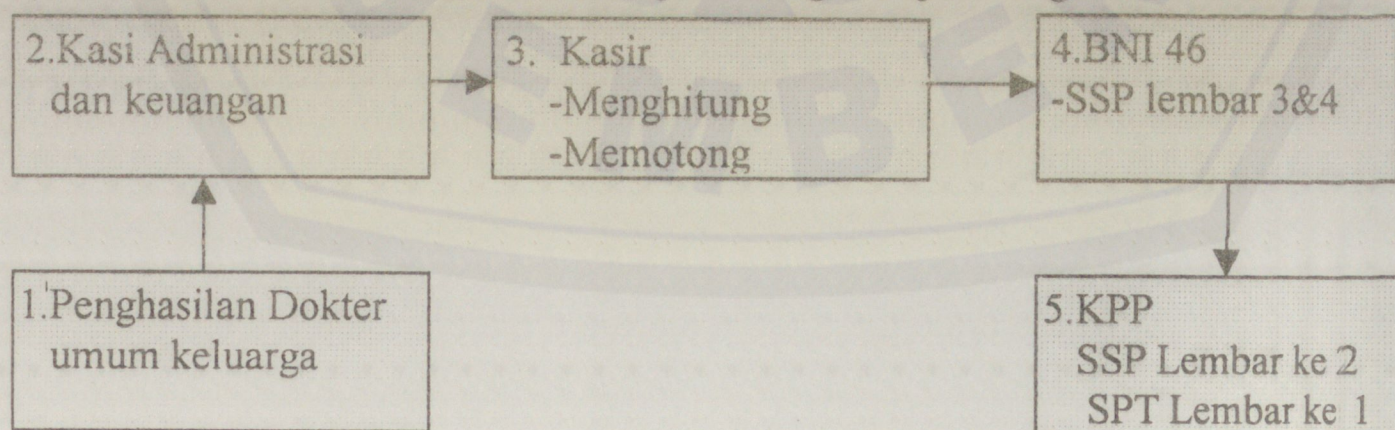 2.Kasi Administrasi
dan keuangan
3. Kasir
-Menghitung
-Memotong
4.BNI 46
-SSP lembar 3&4
1.Penghasilan Dokter
umum keluarga
5.KPP
SSP Lembar ke 2
SPT Lembar ke 1